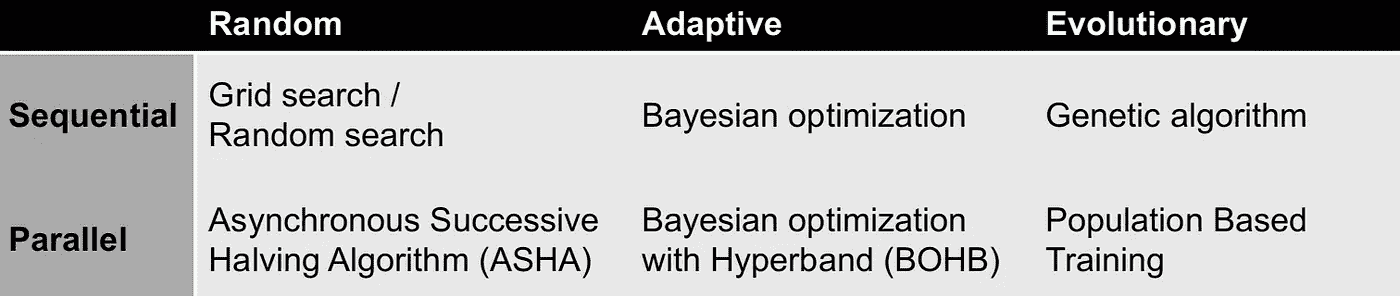 Random Adaptive Evolutionary
Sequential
Grid search /
Random search
Bayesian optimization
Genetic algorithm
Parallel
Asynchronous Successive
Halving Algorithm (ASHA)
Bayesian optimization
with Hyperband (BOHB)
Population Based
Training